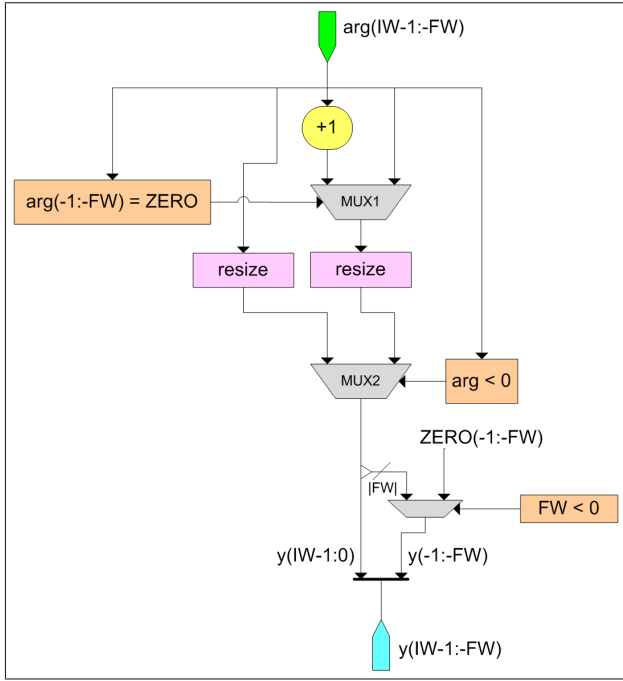 arg(IW-1:-FW)
+1
arg(-1:-FW) = ZERO
MUX1
resize
resize
MUX2
arg < 0
ZERO(-1:-FW)
|FW|
FW < 0
y(IW-1:0)
y(-1:-FW)
y(IW-1:-FW)